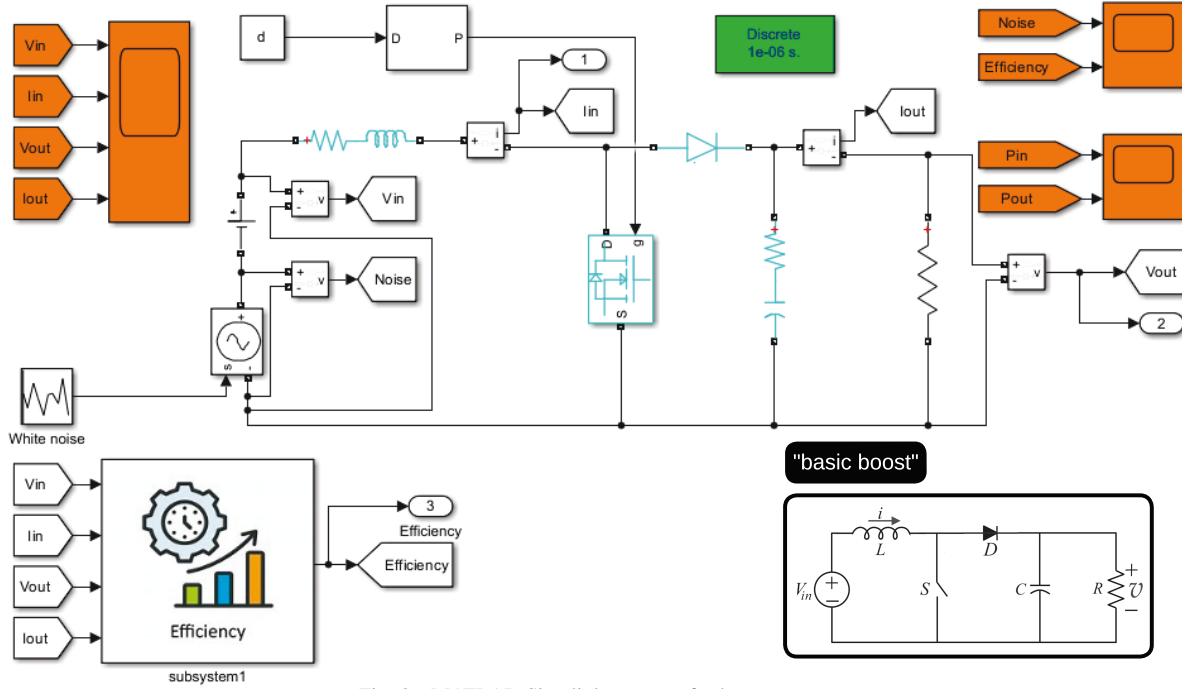 Vin
Iin
Vout
Iout
d
D
P
1
Iin
Discrete
1e-06 s.
Noise
Efficiency
Iout
Pin
Pout
+
i
-
+
i
-
+
v
-
Vin
+
v
-
Noise
D
g
S
+
-
s
+
v
-
Vout
2
White noise
Vin
Iin
Vout
Iout
Efficiency
subsystem1
3
Efficiency
Efficiency
"basic boost"
i
L
D
Vin
+
−
S
C
R
+
v
−